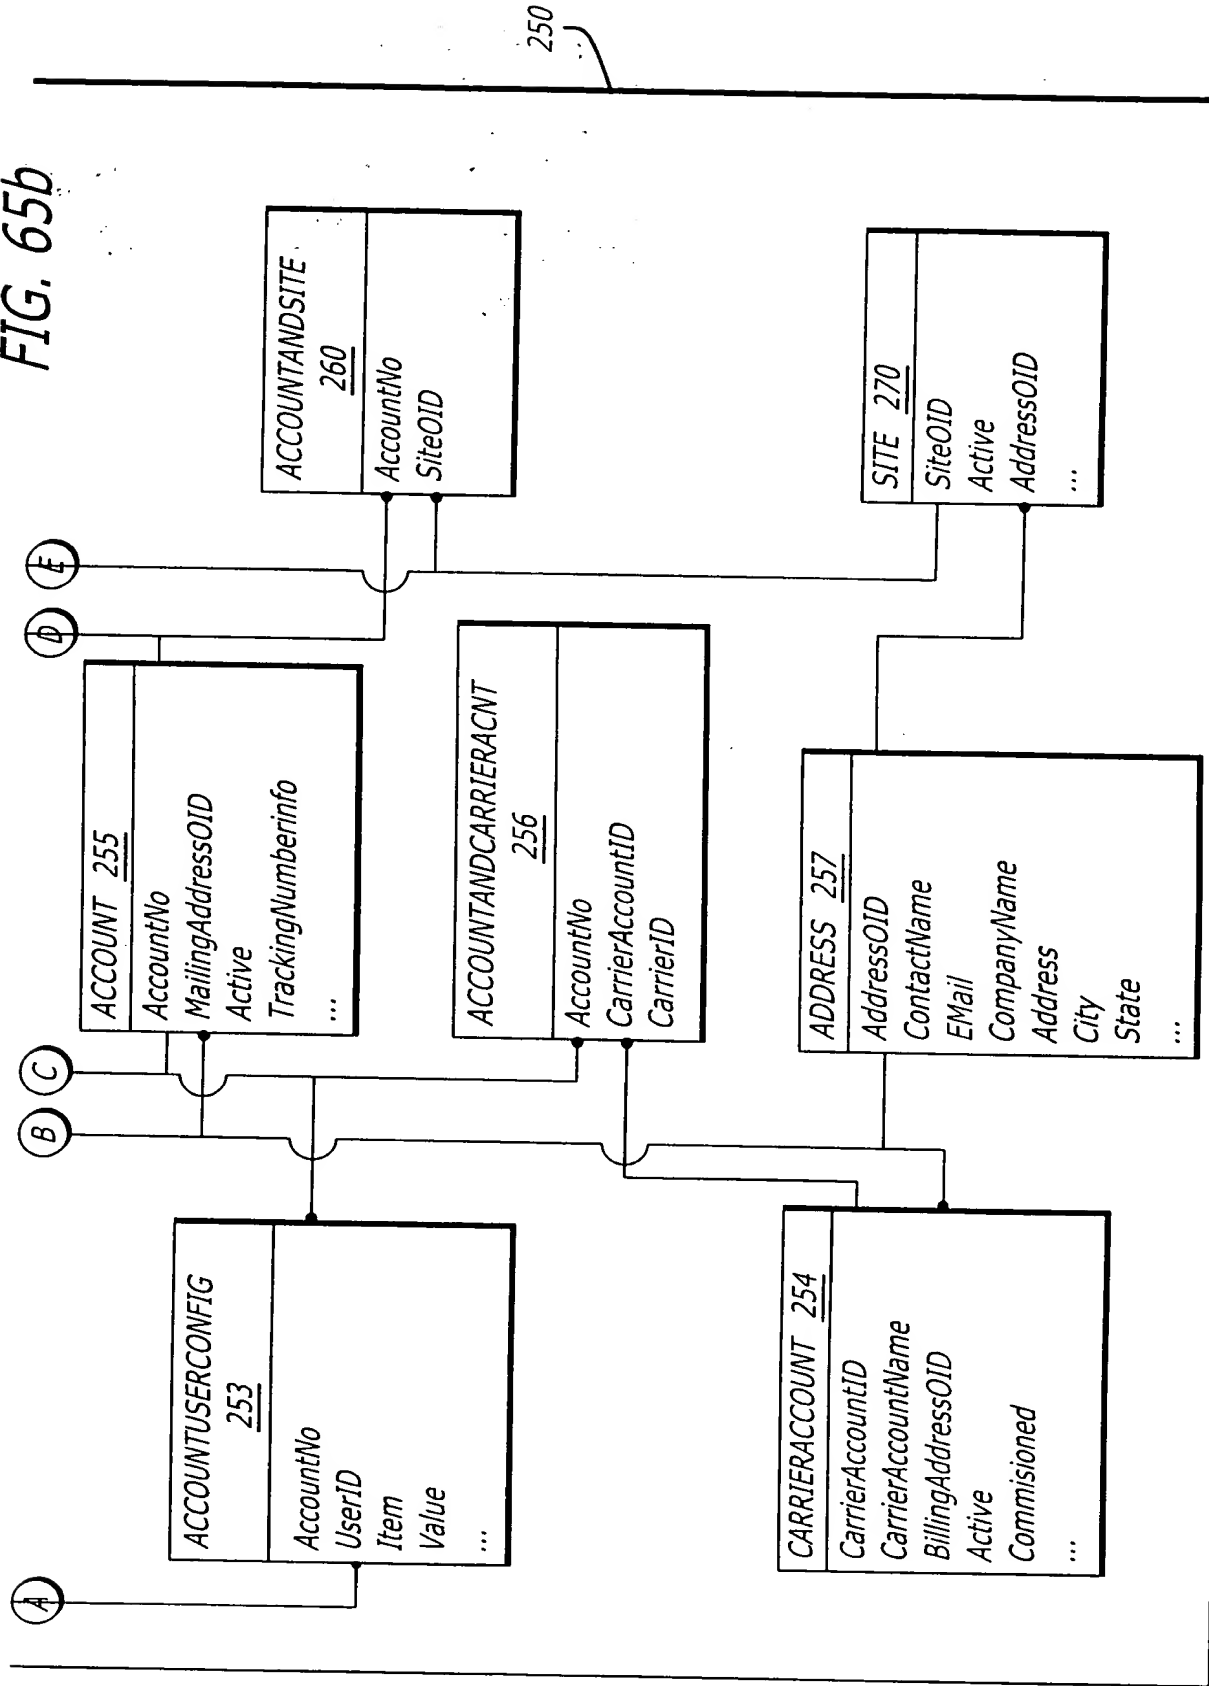 FIG. 65b
250
A
B
C
D
E
ACCOUNTUSERCONFIG
253
AccountNo
UserID
Item
Value
...
ACCOUNT 255
AccountNo
MailingAddressOID
Active
TrackingNumberinfo
...
ACCOUNTANDSITE
260
AccountNo
SiteOID
ACCOUNTANDCARRIERACNT
256
AccountNo
CarrierAccountID
CarrierID
CARRIERACCOUNT 254
CarrierAccountID
CarrierAccountName
BillingAddressOID
Active
Commisioned
...
ADDRESS 257
AddressOID
ContactName
EMail
CompanyName
Address
City
State
...
SITE 270
SiteOID
Active
AddressOID
...